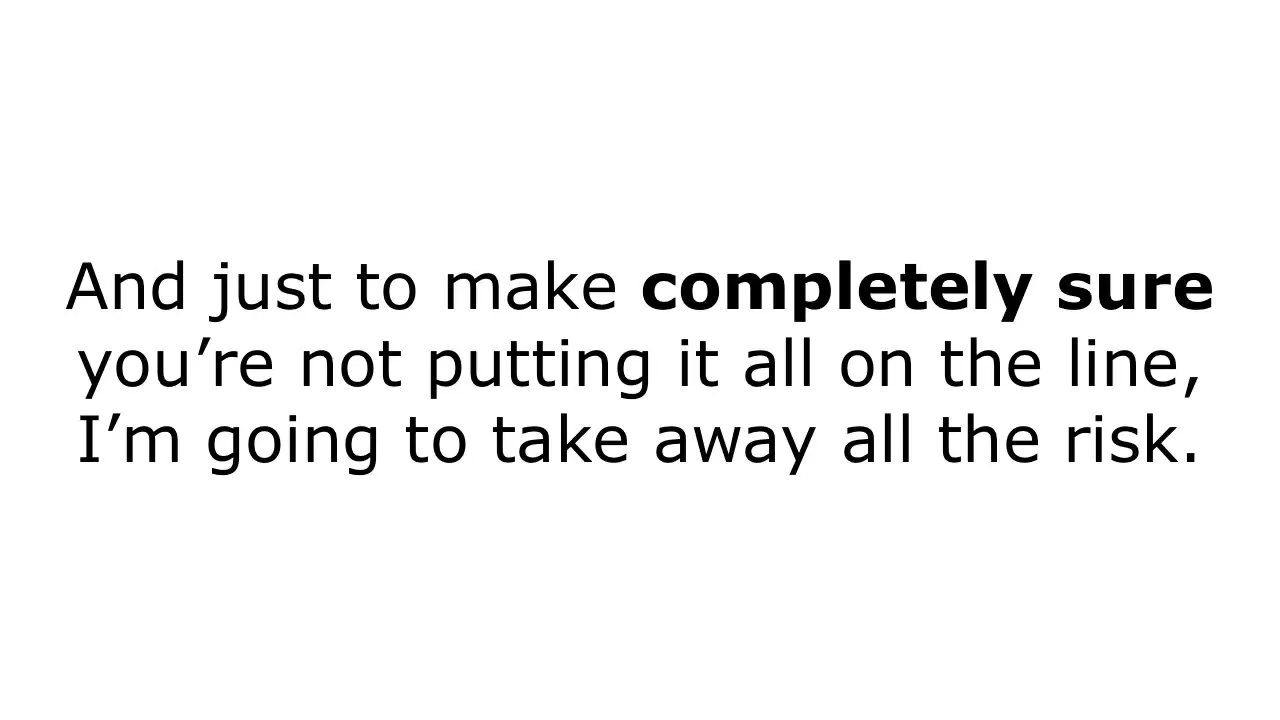 And just to make completely sure
you’re not putting it all on the line,
I’m going to take away all the risk.